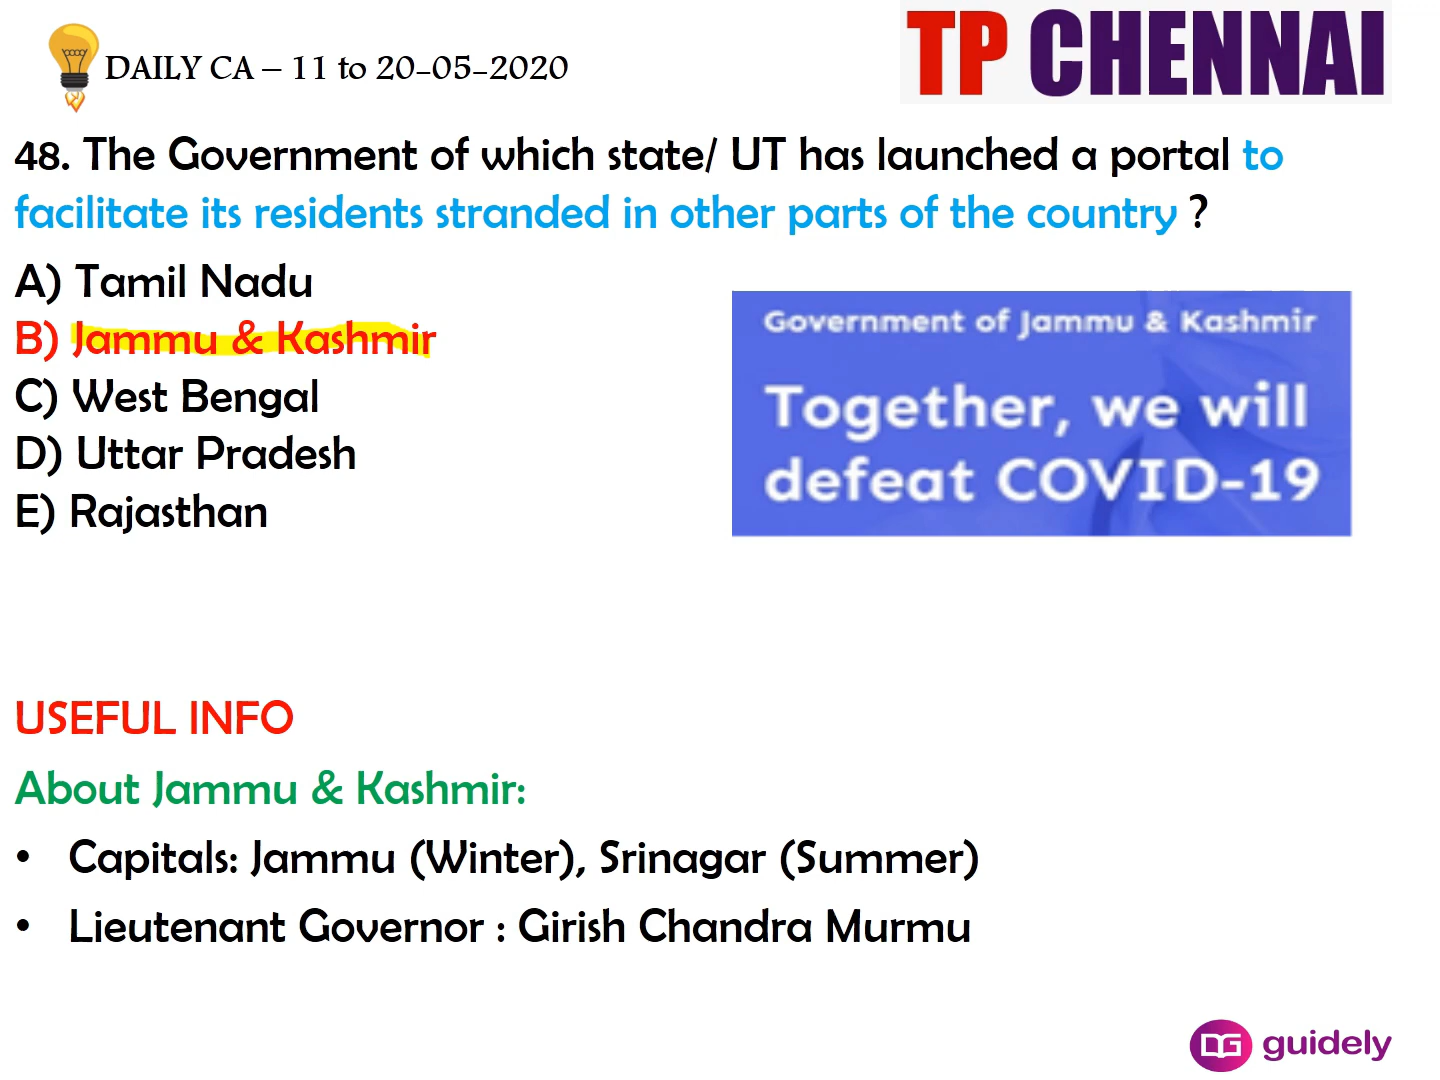 DAILY CA – 11 to 20-05-2020
TP CHENNAI
48. The Government of which state/ UT has launched a portal to
facilitate its residents stranded in other parts of the country ?
A) Tamil Nadu
B) Jammu & Kashmir
C) West Bengal
D) Uttar Pradesh
E) Rajasthan
Government of Jammu & Kashmir
Together, we will
defeat COVID-19
USEFUL INFO
About Jammu & Kashmir:
• Capitals: Jammu (Winter), Srinagar (Summer)
• Lieutenant Governor : Girish Chandra Murmu
guidely